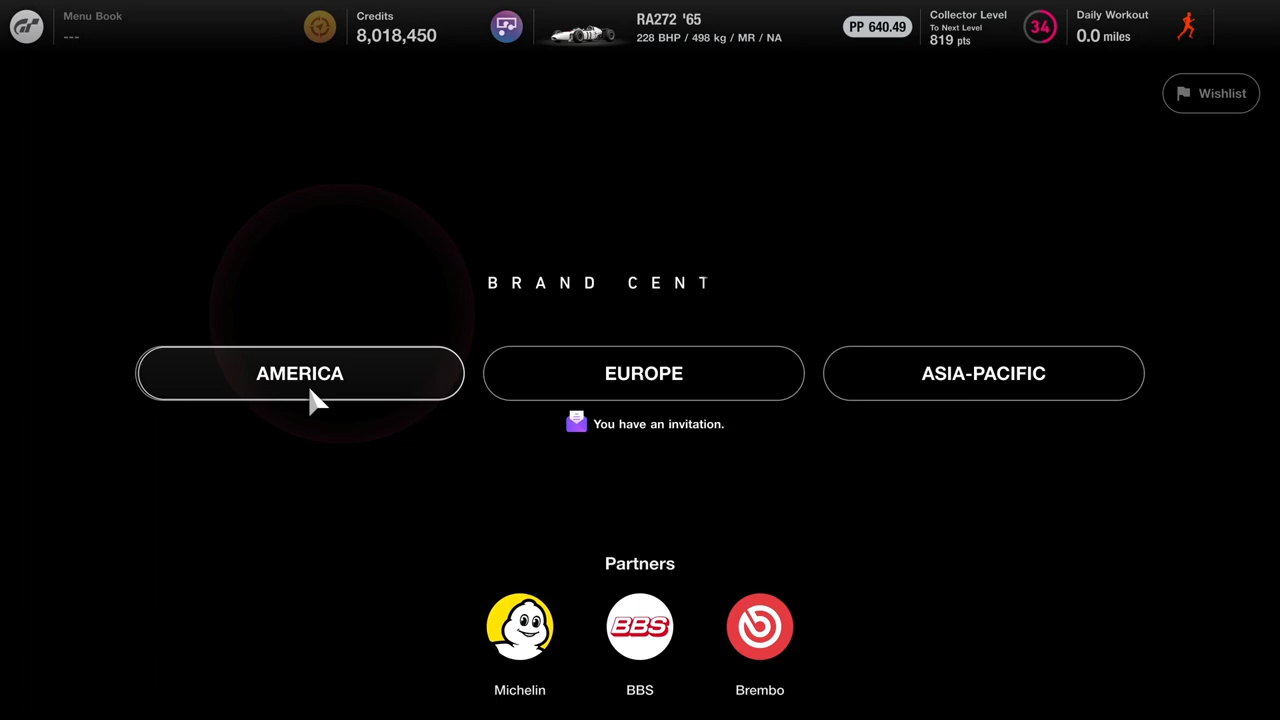 Menu Book
---
Credits
8,018,450
RA272 '65
228 BHP / 498 kg / MR / NA
PP 640.49
Collector Level
To Next Level
819 pts
34
Daily Workout
0.0 miles
Wishlist
BRAND CENT
AMERICA
EUROPE
ASIA-PACIFIC
You have an invitation.
Partners
BBS
Michelin
BBS
Brembo